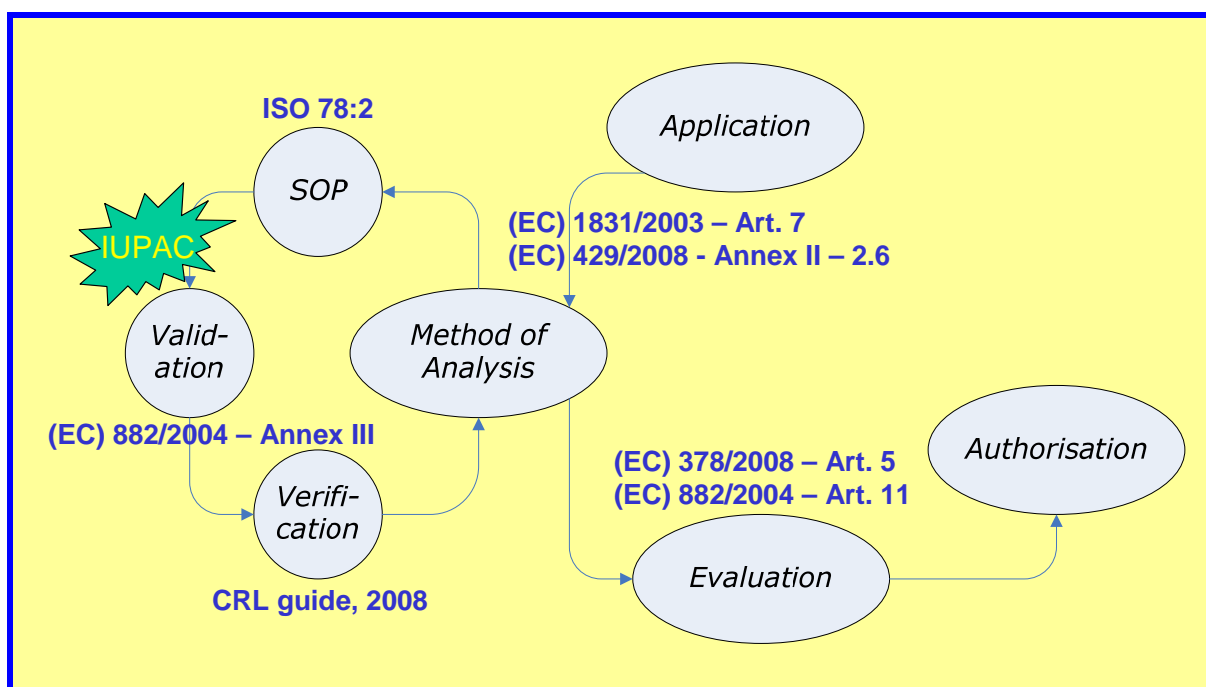 ISO 78:2
Application
SOP
(EC) 1831/2003 – Art. 7
(EC) 429/2008 - Annex II – 2.6
IUPAC
Valid-
ation
Method of
Analysis
(EC) 882/2004 – Annex III
(EC) 378/2008 – Art. 5
(EC) 882/2004 – Art. 11
Authorisation
Verifi-
cation
Evaluation
CRL guide, 2008